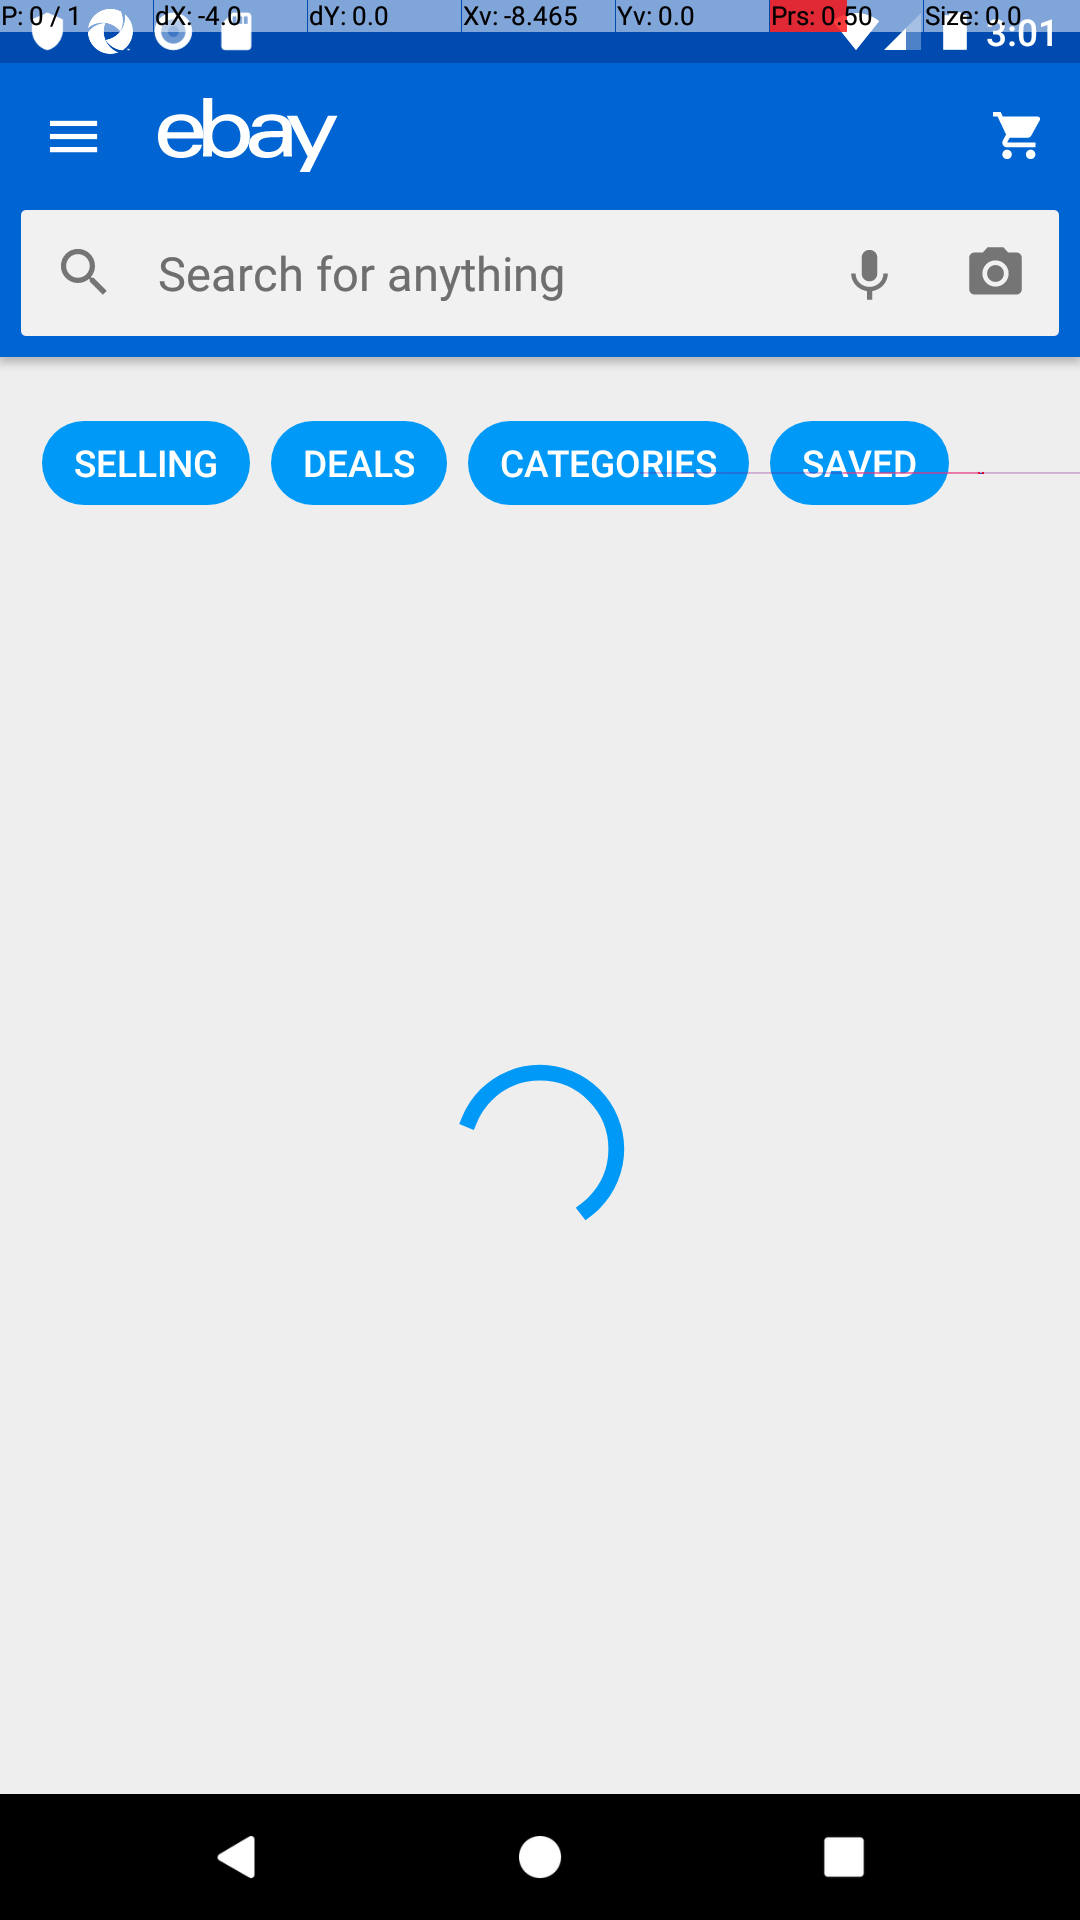 P: 0 / 1 dX: -4.0 dY: 0.0 Xv: -8.465 Yv: 0.0 Prs: 0.50 Size: 0.0
3:01
ebay
Search for anything
SELLING DEALS CATEGORIES SAVED